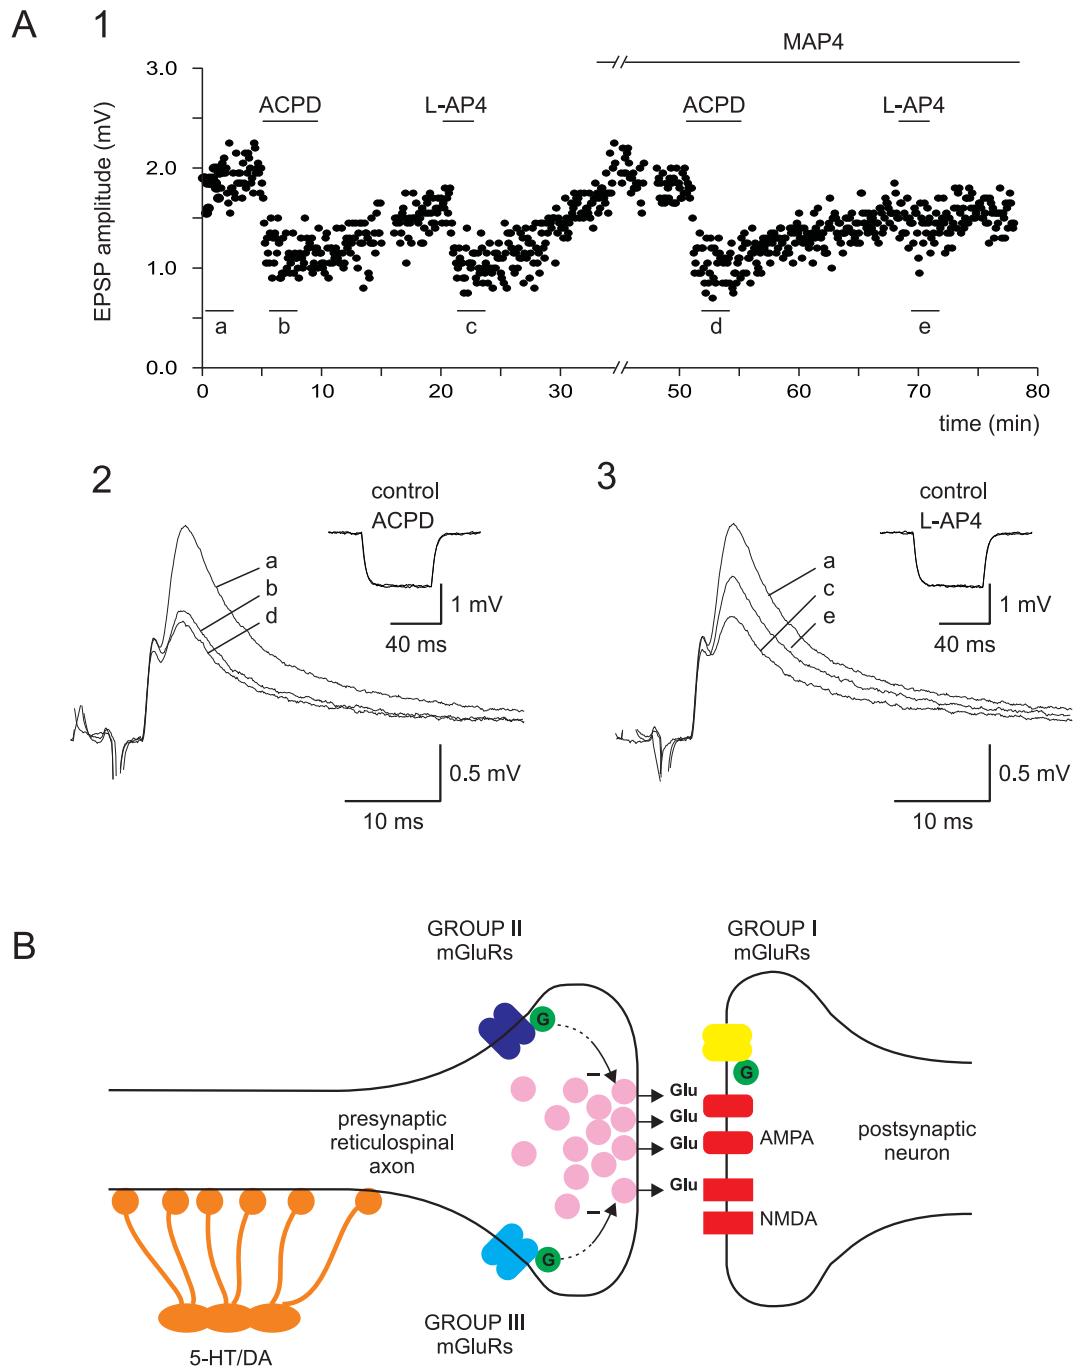 A
1
MAP4
3.0
ACPD
L-AP4
ACPD
L-AP4
2.0
EPSP amplitude (mV)
1.0
a
b
c
d
e
0.0
0
10
20
30
50
60
70
80
time (min)
2
control
ACPD
a
b
d
1 mV
40 ms
0.5 mV
10 ms
3
control
L-AP4
a
c
e
1 mV
40 ms
0.5 mV
10 ms
B
GROUP II
mGluRs
GROUP I
mGluRs
G
G
Glu
Glu
Glu
Glu
presynaptic
reticulospinal
axon
AMPA
NMDA
postsynaptic
neuron
G
GROUP III
mGluRs
5-HT/DA